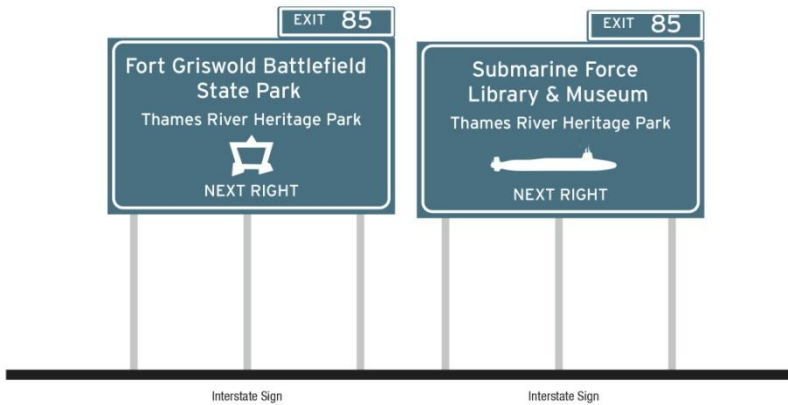 EXIT 85
Fort Griswold Battlefield
State Park
Thames River Heritage Park
NEXT RIGHT
EXIT 85
Submarine Force
Library & Museum
Thames River Heritage Park
NEXT RIGHT
Interstate Sign
Interstate Sign